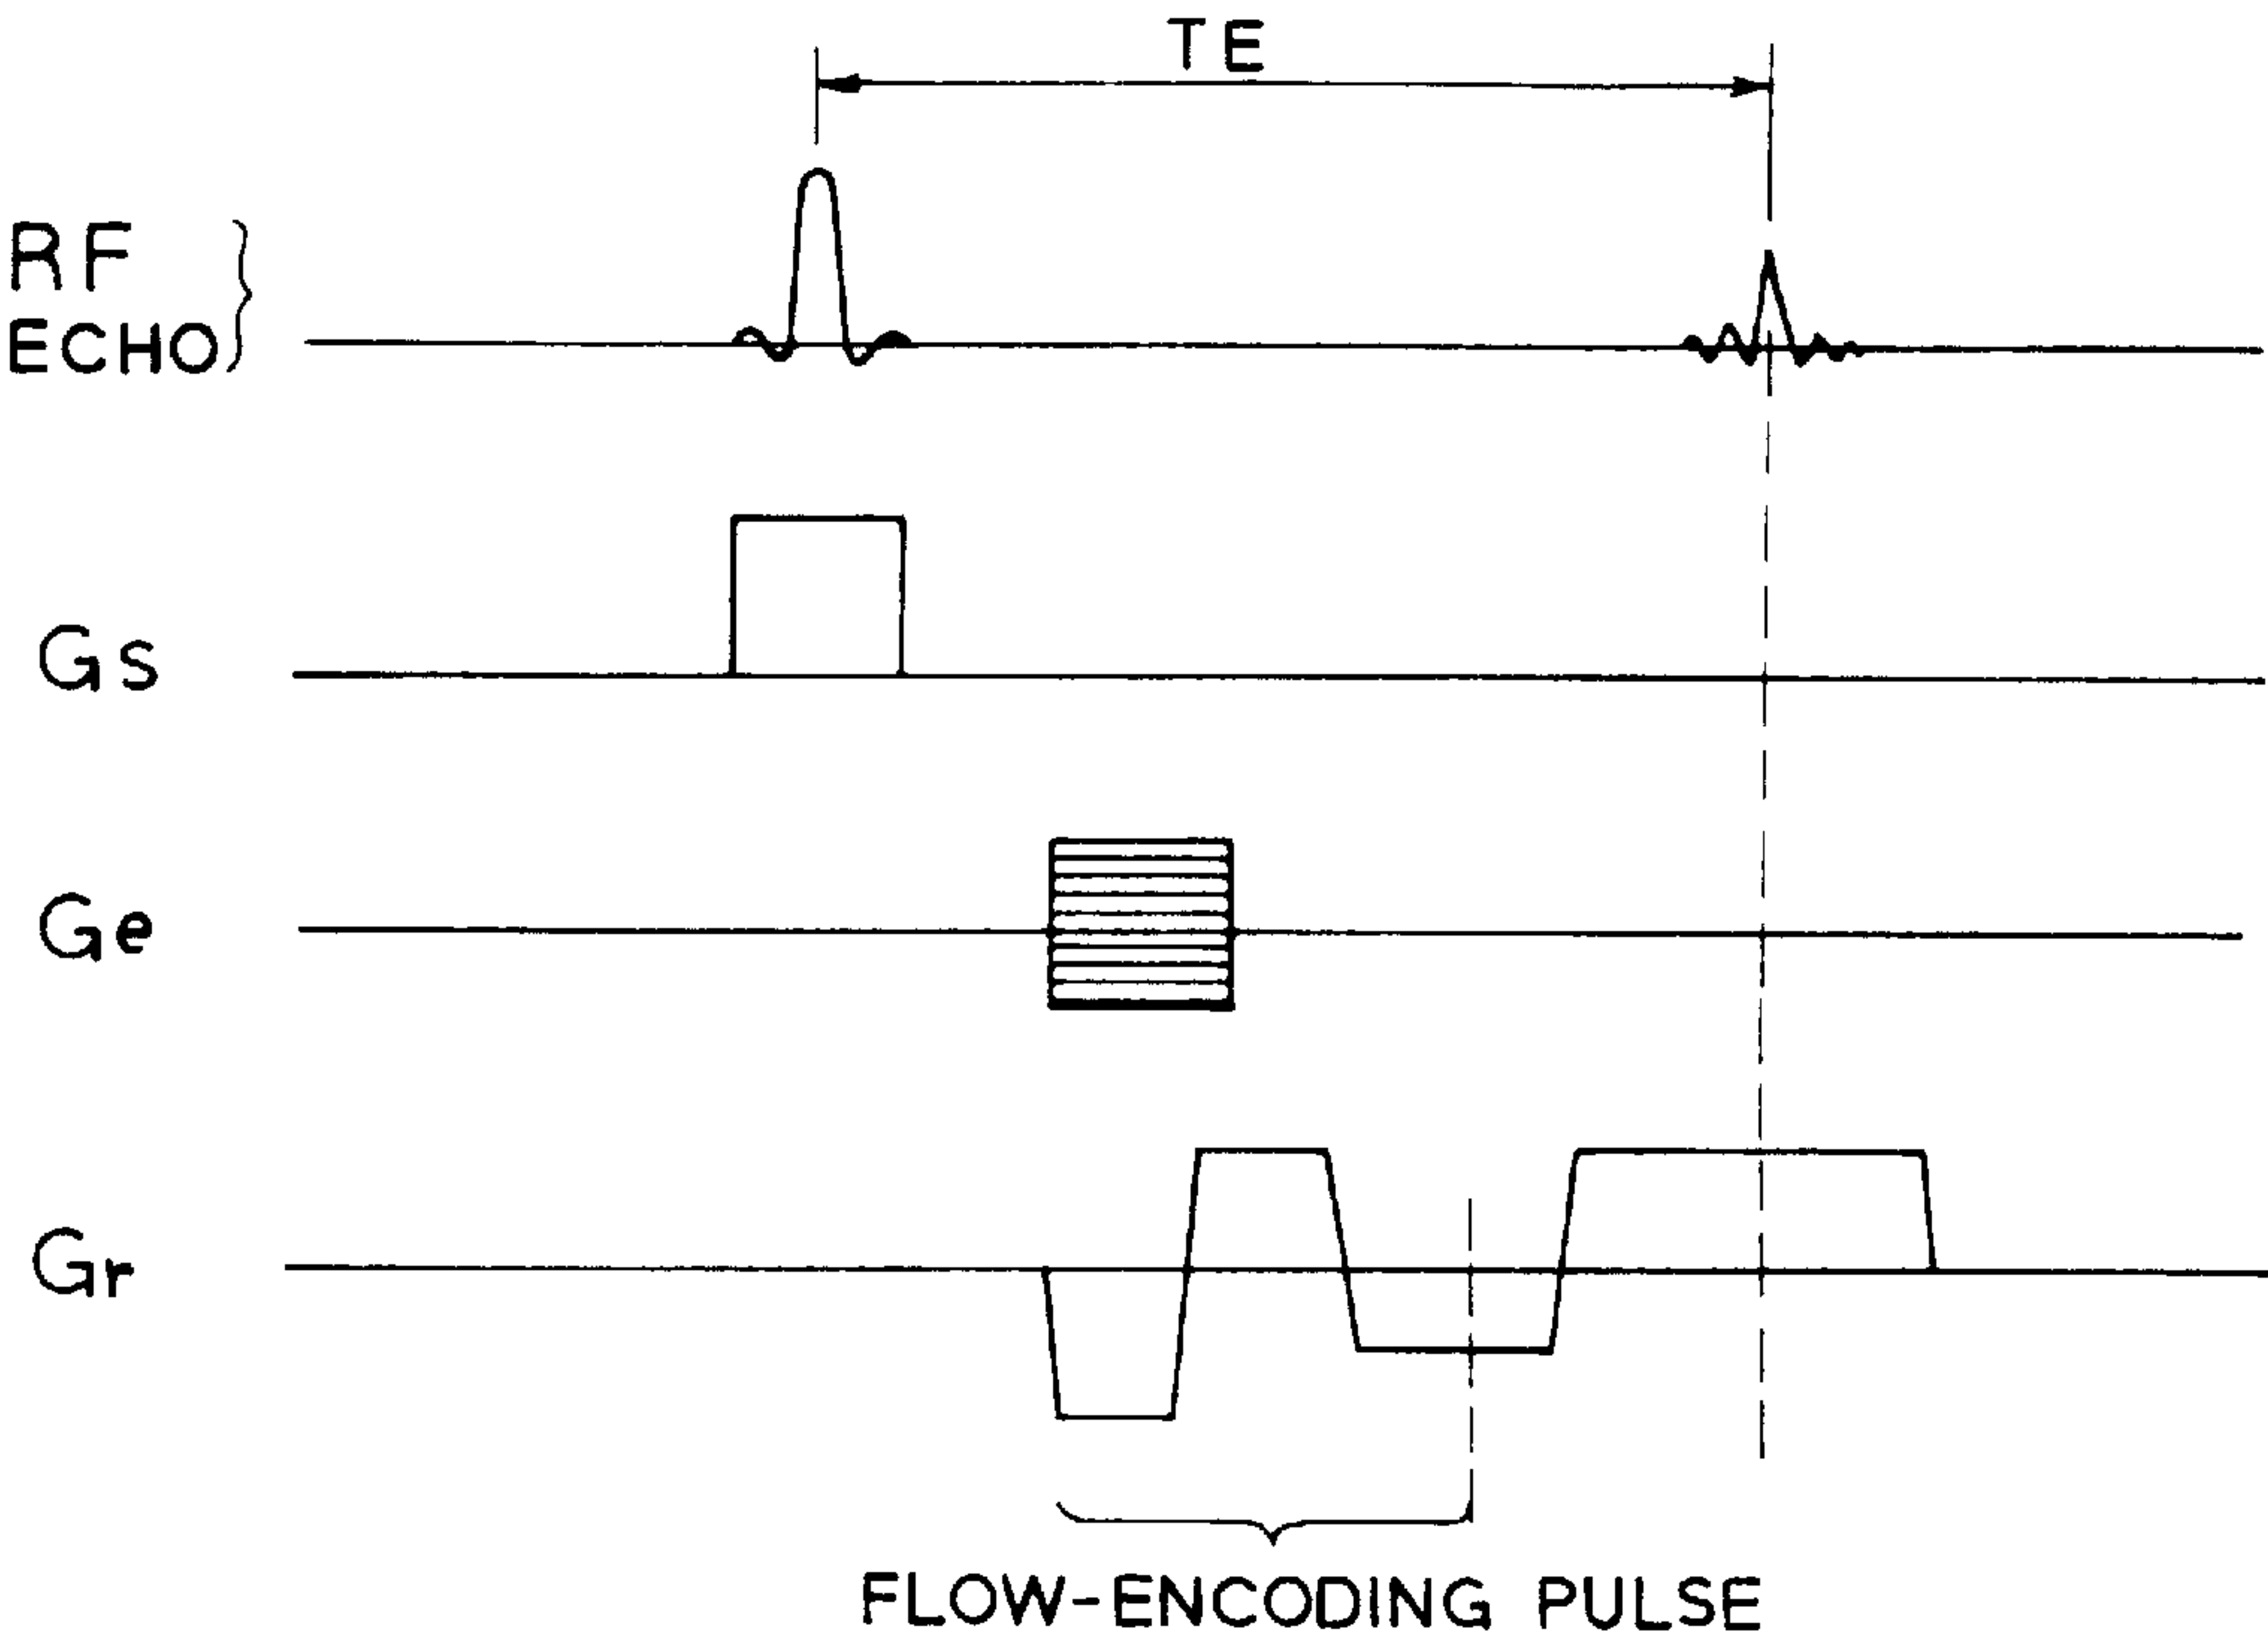 TE
RF
ECHO
Gs
Ge
Gr
FLOW-ENCODING PULSE